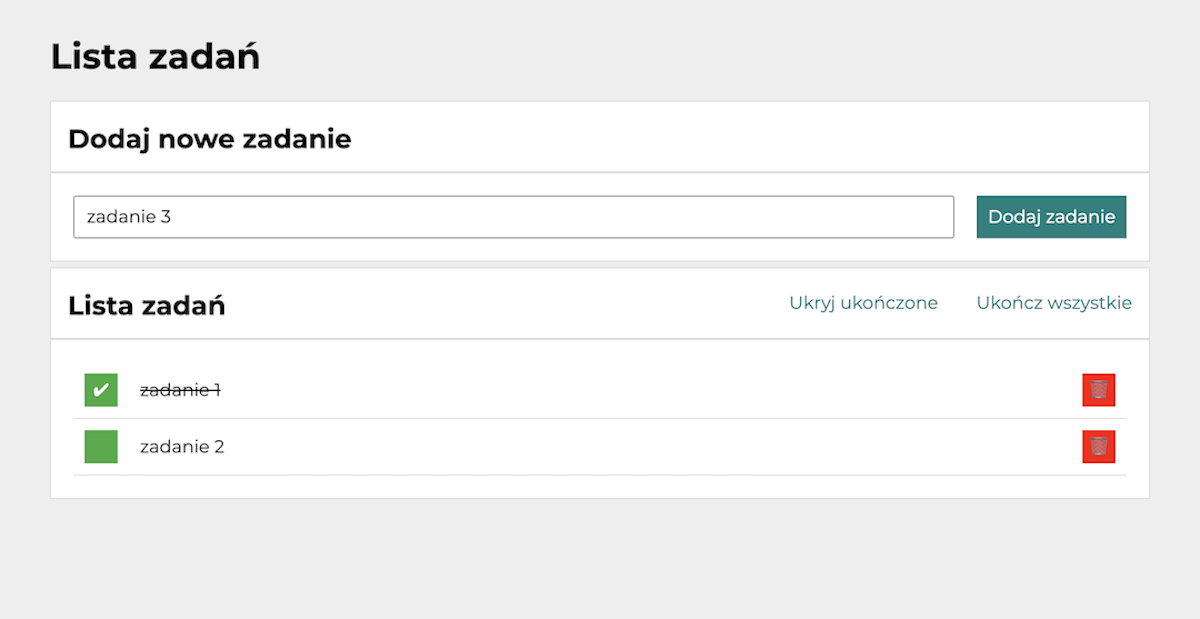 Lista zadań
Dodaj nowe zadanie
zadanie 3
Dodaj zadanie
Lista zadań
Ukryj ukończone
Ukończ wszystkie
zadanie 1
zadanie 2